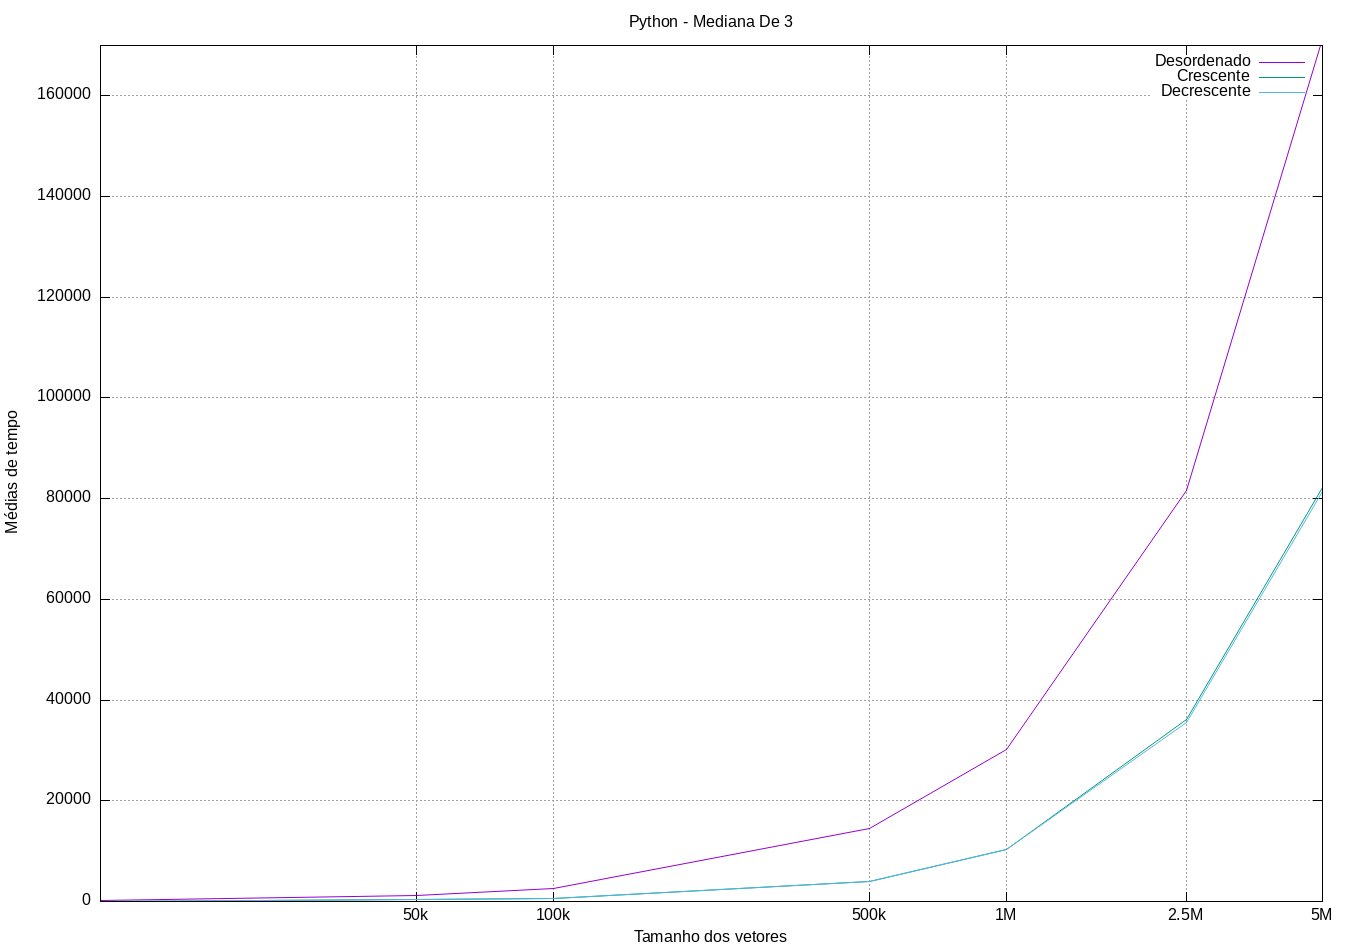 Python - Mediana De 3
Desordenado
Crescente
Decrescente
160000
140000
120000
100000
80000
60000
40000
20000
0
Médias de tempo
50k
100k
500k
1M
2.5M
5M
Tamanho dos vetores